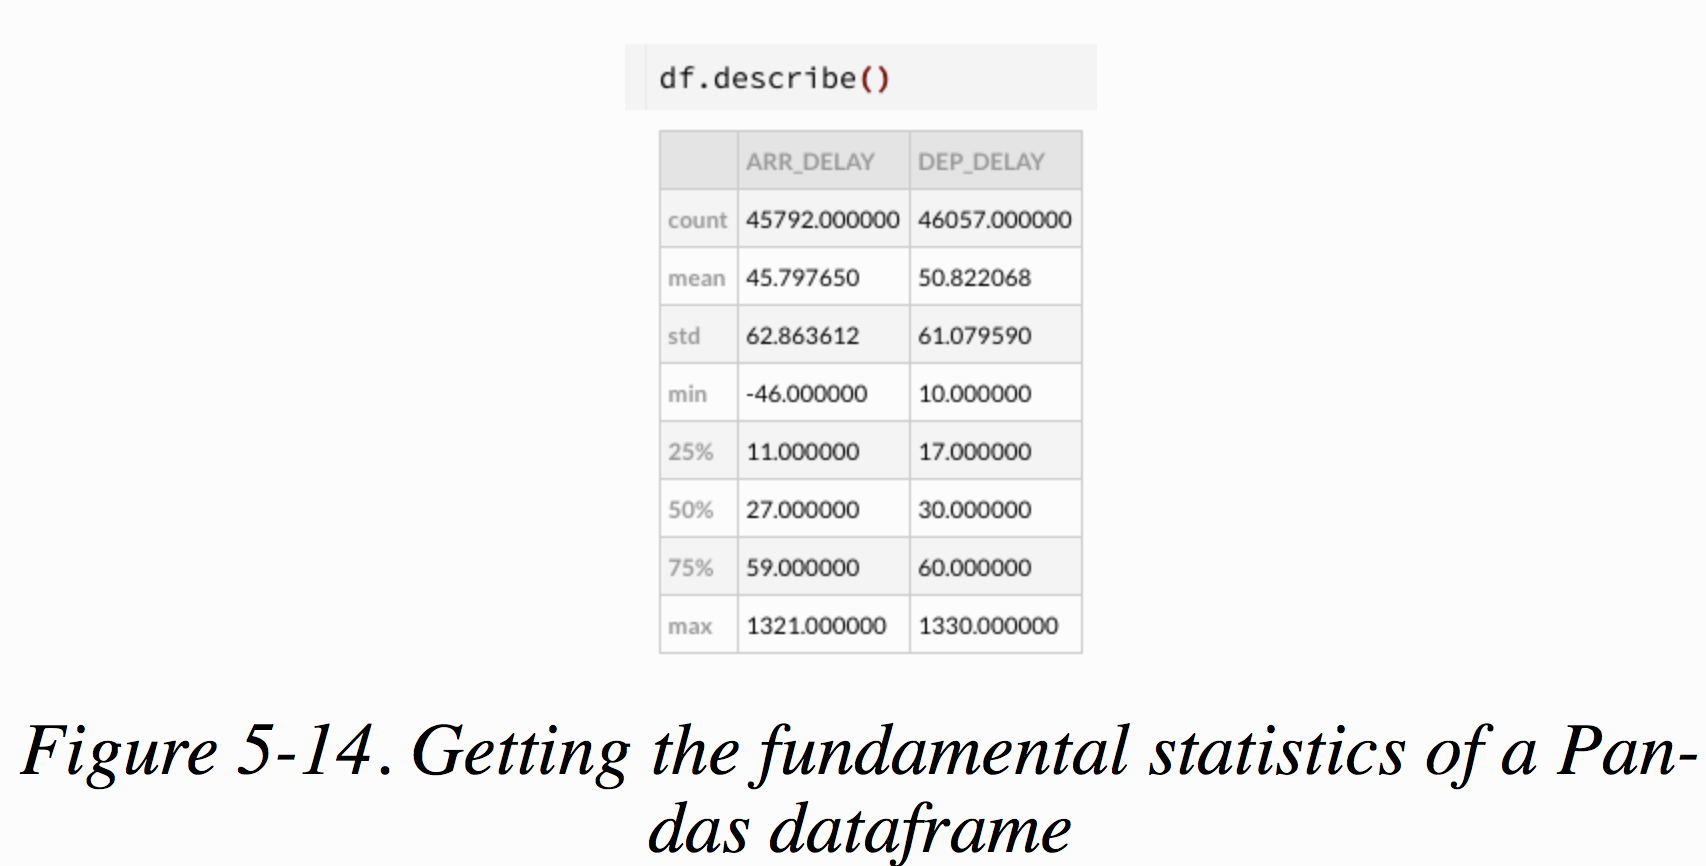 df.describe()
ARR_DELAY DEP_DELAY
count 45792.000000 46057.000000
mean 45.797650 50.822068
std 62.863612 61.079590
min -46.000000 10.000000
25% 11.000000 17.000000
50% 27.000000 30.000000
75% 59.000000 60.000000
max 1321.000000 1330.000000
Figure 5-14. Getting the fundamental statistics of a Pan-
das dataframe